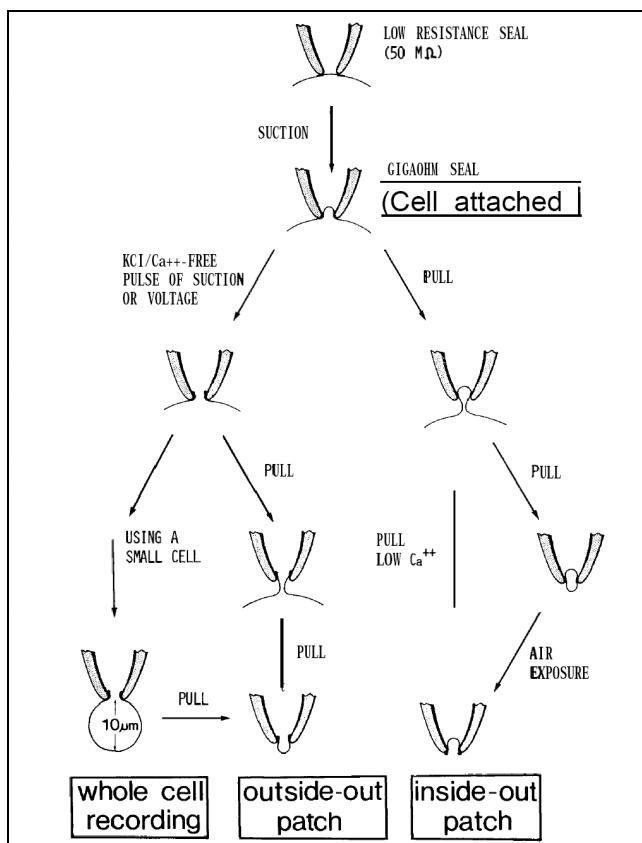 LOW RESISTANCE SEAL
(50 MΩ)
SUCTION
GIGAOHM SEAL
(Cell attached
KCl/Ca++-FREE
PULSE OF SUCTION
OR VOLTAGE
PULL
PULL
PULL
USING A
SMALL CELL
PULL
LOW Ca++
PULL
AIR
EXPOSURE
PULL
10μm
whole cell
recording
outside-out
patch
inside-out
patch